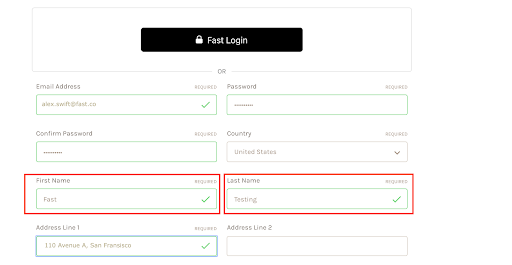 Fast Login
OR
Email Address REQUIRED
Password REQUIRED
alex.swift@fast.co
••••••••••
Confirm Password REQUIRED
Country REQUIRED
••••••••••
United States
First Name REQUIRED
Last Name REQUIRED
Fast
Testing
Address Line 1 REQUIRED
Address Line 2
110 Avenue A, San Fransisco